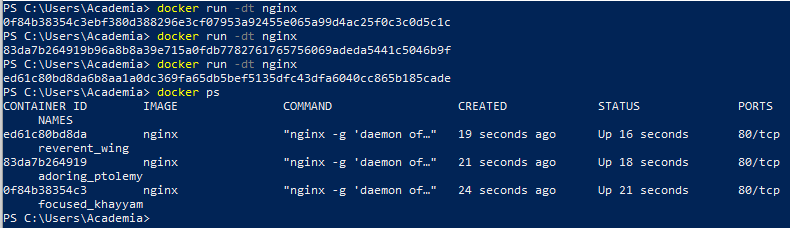 PS C:\Users\Academia> docker run -dt nginx
0f84b38354c3ebf380d388296e3cf07953a92455e065a99d4ac25f0c3c0d5c1c
PS C:\Users\Academia> docker run -dt nginx
83da7b264919b96a8b8a39e715a0fdb7782761765756069adeda5441c5046b9f
PS C:\Users\Academia> docker run -dt nginx
ed61c80bd8da6b8aa1a0dc369fa65db5bef5135dfc43dfa6040cc865b185cade
PS C:\Users\Academia> docker ps
CONTAINER ID IMAGE COMMAND CREATED STATUS PORTS
NAMES
ed61c80bd8da nginx "nginx -g 'daemon of…" 19 seconds ago Up 16 seconds 80/tcp
reverent_wing
83da7b264919 nginx "nginx -g 'daemon of…" 21 seconds ago Up 18 seconds 80/tcp
adoring_ptolemy
0f84b38354c3 nginx "nginx -g 'daemon of…" 24 seconds ago Up 21 seconds 80/tcp
focused_khayyam
PS C:\Users\Academia>